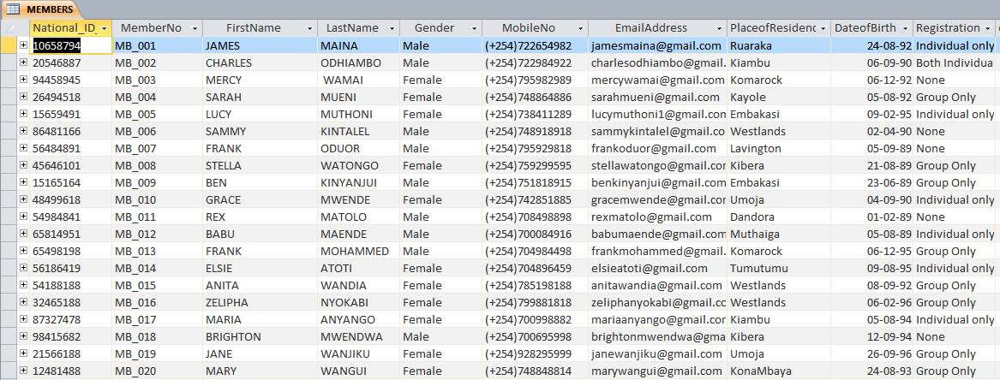 MEMBERS
National_ID_ MemberNo FirstName LastName Gender MobileNo EmailAddress PlaceofResidenc DateofBirth Registration
10658794 MB_001 JAMES MAINA Male (+254)722654982 jamesmaina@gmail.com Ruaraka 24-08-92 Individual only
20546887 MB_002 CHARLES ODHIAMBO Male (+254)722984922 charlesodhiambo@gmail. Kiambu 06-09-90 Both Individua
94458945 MB_003 MERCY WAMAI Female (+254)795982989 mercywamai@gmail.com Komarock 06-12-92 None
26494518 MB_004 SARAH MUENI Female (+254)748864886 sarahmueni@gmail.com Kayole 05-08-92 Group Only
15659491 MB_005 LUCY MUTHONI Female (+254)738411289 lucymuthoni1@gmail.com Embakasi 09-02-95 Individual only
86481166 MB_006 SAMMY KINTALEL Male (+254)748918918 sammykintalel@gmail.co Westlands 02-04-90 None
56484891 MB_007 FRANK ODUOR Male (+254)795929818 frankoduor@gmail.com Lavington 05-09-89 None
45646101 MB_008 STELLA WATONGO Female (+254)759299595 stellawatongo@gmail.com Kibera 21-08-89 Group Only
15165164 MB_009 BEN KINYANJUI Male (+254)751818915 benkinyanjui@gmail.com Embakasi 23-06-89 Group Only
48499618 MB_010 GRACE MWENDE Female (+254)742851885 gracemwende@gmail.com Umoja 04-09-90 Individual only
54984841 MB_011 REX MATOLO Male (+254)708498898 rexmatolo@gmail.com Dandora 01-02-89 None
65814951 MB_012 BABU MAENDE Male (+254)700084916 babumaende@gmail.com Muthaiga 05-08-89 Individual only
65498198 MB_013 FRANK MOHAMMED Male (+254)704984498 frankmohammed@gmail. Komarock 06-12-95 Group Only
56186419 MB_014 ELSIE ATOTI Female (+254)704896459 elsieatoti@gmail.com Tumutumu 09-08-95 Individual only
54188188 MB_015 ANITA WANDIA Female (+254)785198188 anitawandia@gmail.com Westlands 08-09-92 Group Only
32465188 MB_016 ZELIPHA NYOKABI Female (+254)799881818 zeliphanyokabi@gmail.cc Westlands 06-02-96 Group Only
87327478 MB_017 MARIA ANYANGO Female (+254)700998882 mariaanyango@gmail.com Kiambu 05-08-94 Individual only
98415682 MB_018 BRIGHTON MWENDWA Male (+254)700695998 brightonmwendwa@gma Kibera 12-09-94 None
21566188 MB_019 JANE WANJIKU Female (+254)928295999 janewanjiku@gmail.com Umoja 26-09-96 Group Only
12481488 MB_020 MARY WANGUI Female (+254)748848814 marywangui@gmail.com KonaMbaya 24-08-93 Group Only